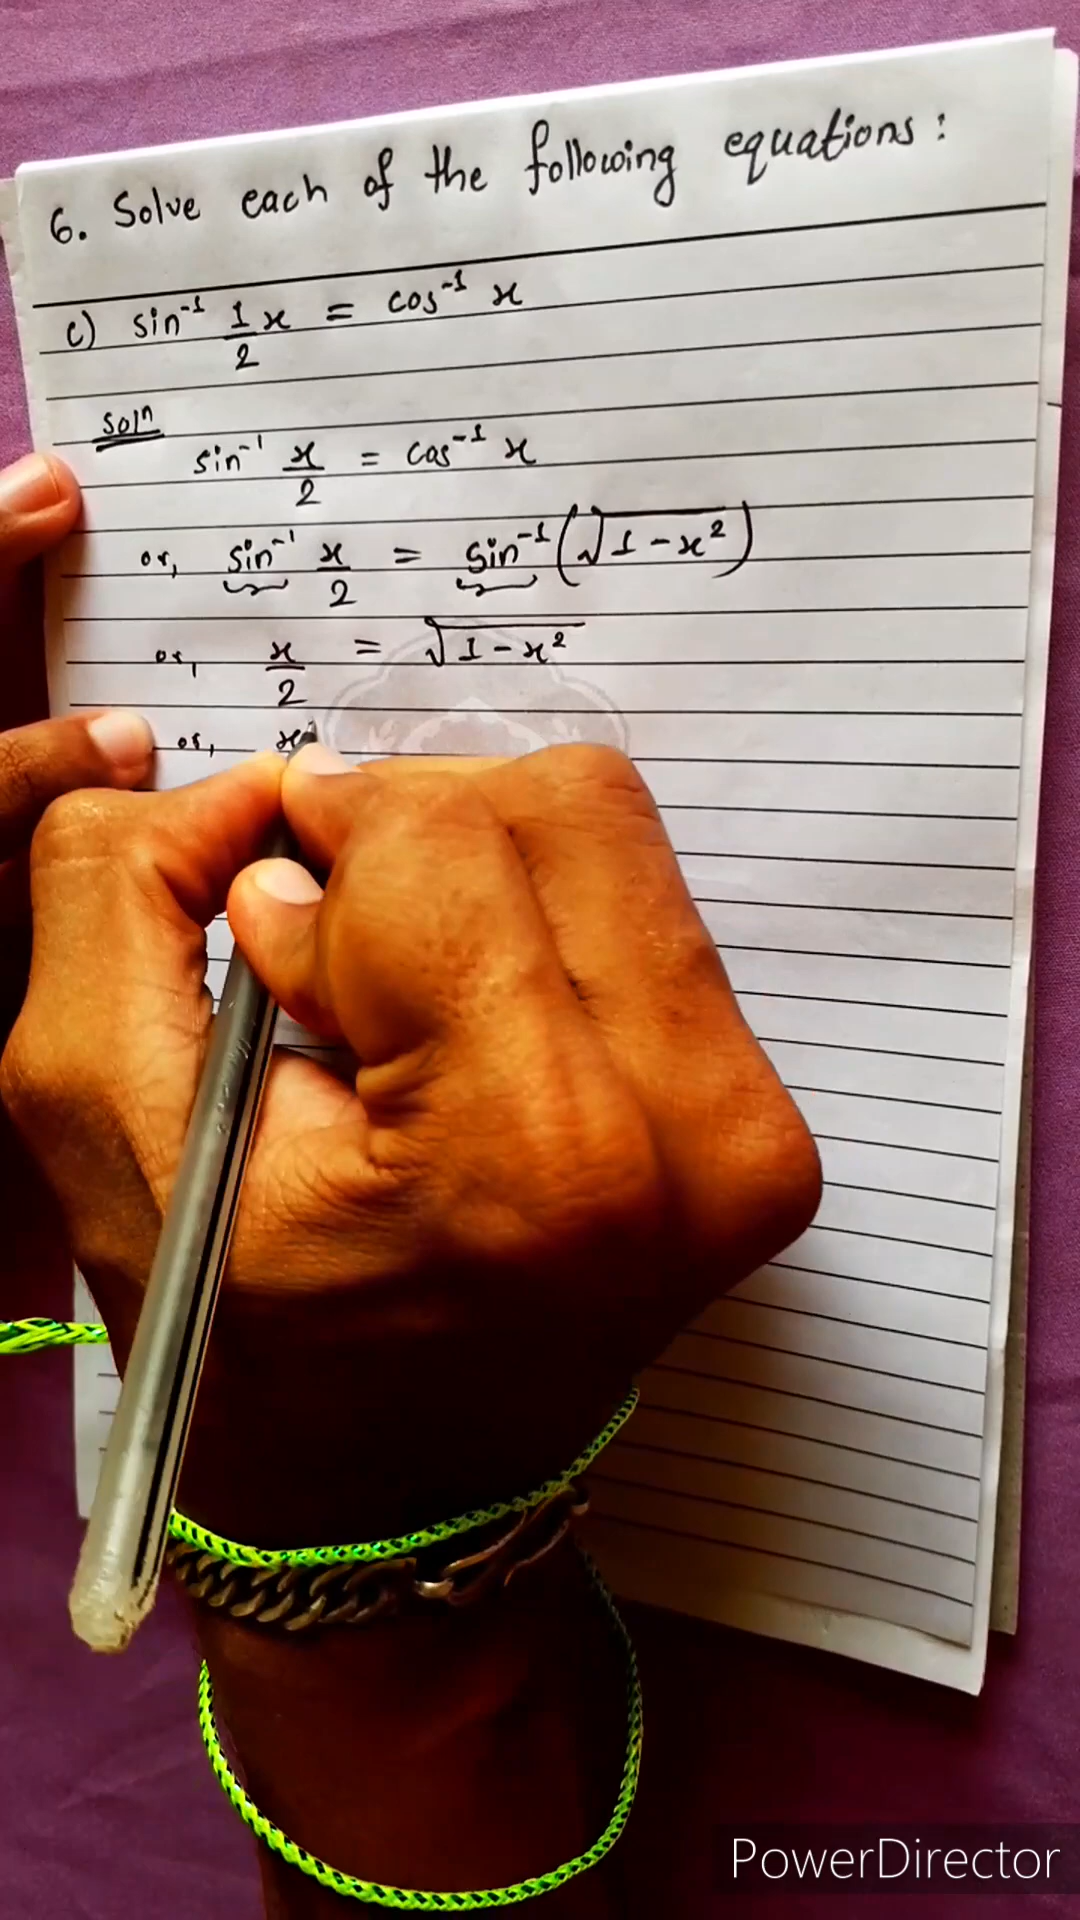 6. Solve each of the following equations:
c) sin⁻¹ 1/2 x = cos⁻¹ x
Solⁿ
sin⁻¹ x/2 = cos⁻¹ x
or, sin⁻¹ x/2 = sin⁻¹(√1-x²)
or, x/2 = √1-x²
or, x
PowerDirector